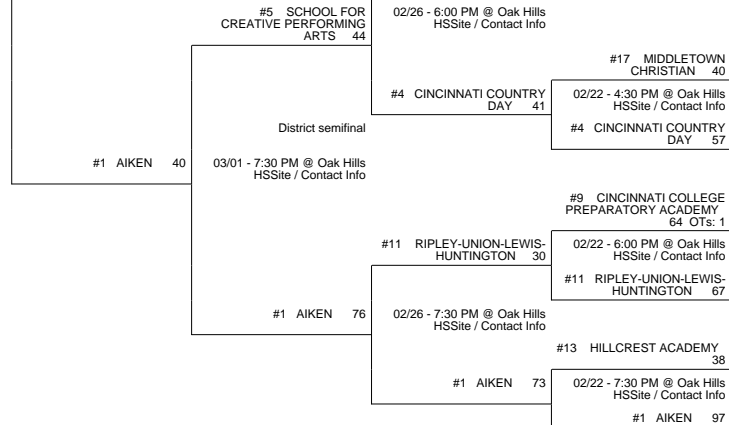 #5 SCHOOL FOR
CREATIVE PERFORMING
ARTS 44
02/26 - 6:00 PM @ Oak Hills
HSSite / Contact Info
#17 MIDDLETOWN
CHRISTIAN 40
#4 CINCINNATI COUNTRY
DAY 41
02/22 - 4:30 PM @ Oak Hills
HSSite / Contact Info
#4 CINCINNATI COUNTRY
DAY 57
District semifinal
#1 AIKEN 40
03/01 - 7:30 PM @ Oak Hills
HSSite / Contact Info
#9 CINCINNATI COLLEGE
PREPARATORY ACADEMY
64 OTs: 1
#11 RIPLEY-UNION-LEWIS-
HUNTINGTON 30
02/22 - 6:00 PM @ Oak Hills
HSSite / Contact Info
#11 RIPLEY-UNION-LEWIS-
HUNTINGTON 67
#1 AIKEN 76
02/26 - 7:30 PM @ Oak Hills
HSSite / Contact Info
#13 HILLCREST ACADEMY
38
#1 AIKEN 73
02/22 - 7:30 PM @ Oak Hills
HSSite / Contact Info
#1 AIKEN 97